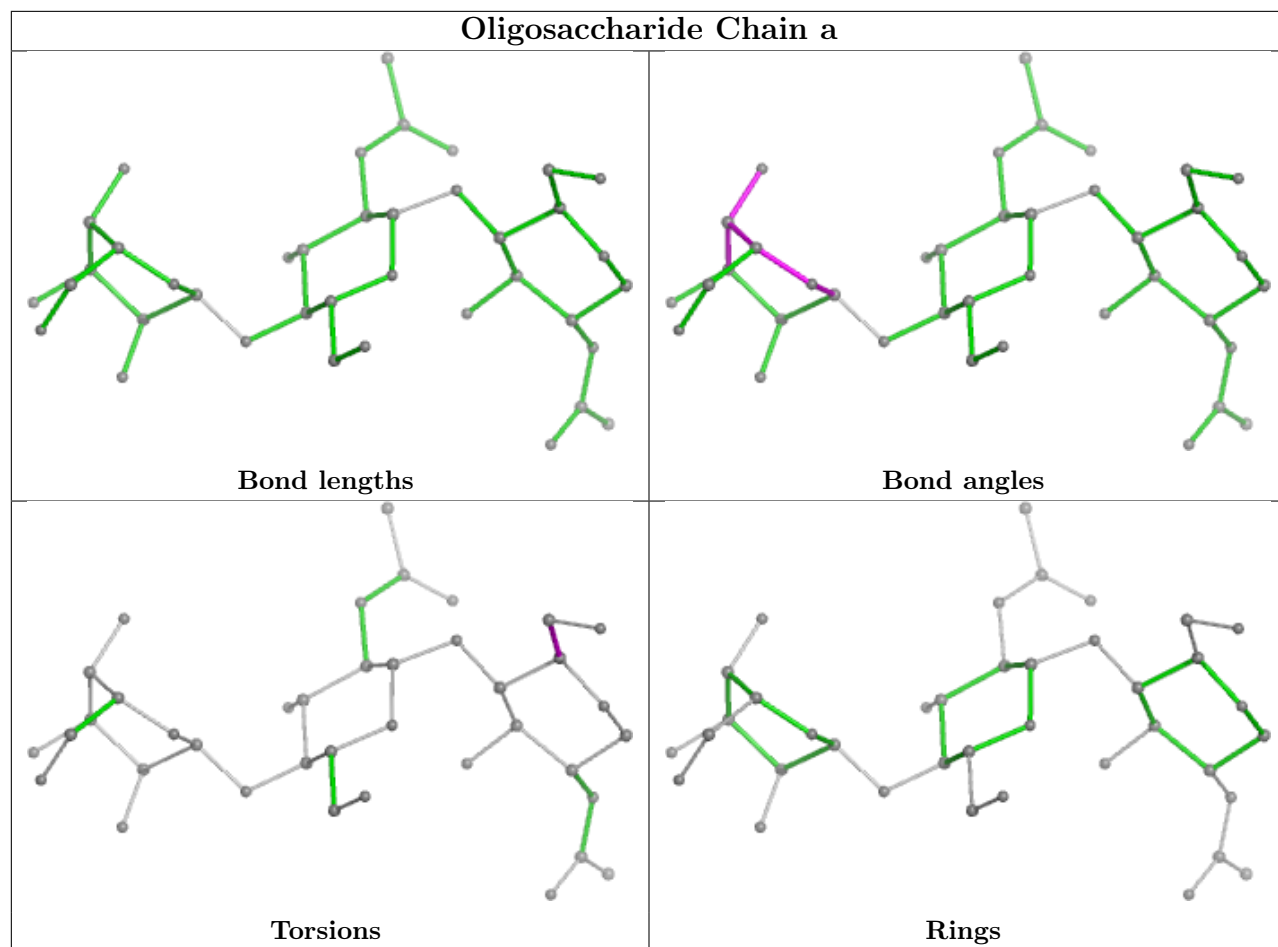 Oligosaccharide Chain a
Bond lengths
Bond angles
Torsions
Rings